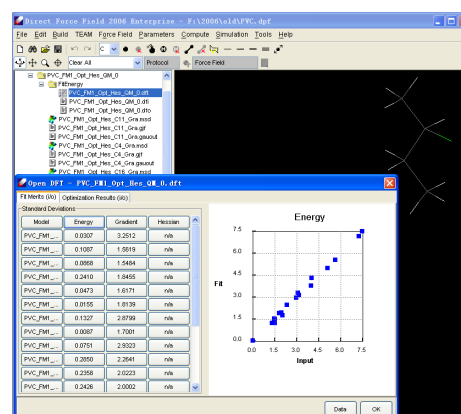 Direct Force Field 2006 Enterprise - F:\2006\old\PVC.dpf
File Edit Build TEAM Force Field Parameters Compute Simulation Tools Help
C
Clear All Protocol Force Field
PVC_FM1_Opt_Hes_QM_0
FitEnergy
PVC_FM1_Opt_Hes_QM_0.dft
PVC_FM1_Opt_Hes_QM_0.dfi
PVC_FM1_Opt_Hes_QM_0.dfo
PVC_FM1_Opt_Hes_C11_Gra.msd
PVC_FM1_Opt_Hes_C11_Gra.gjf
PVC_FM1_Opt_Hes_C11_Gra.gauout
PVC_FM1_Opt_Hes_C4_Gra.msd
PVC_FM1_Opt_Hes_C4_Gra.gjf
PVC_FM1_Opt_Hes_C4_Gra.gauout
PVC_FM1_Opt_Hes_C16_Gra.msd
Open DFT - PVC_FM1_Opt_Hes_QM_0.dft
Fit Merits (i/o) Optimization Results (i/o)
Standard Deviations
Model Energy Gradient Hessian
PVC_FM1_... 0.0307 3.2512 n/a
PVC_FM1_... 0.1087 1.5819 n/a
PVC_FM1_... 0.0668 1.5484 n/a
PVC_FM1_... 0.2410 1.8455 n/a
PVC_FM1_... 0.0473 1.6171 n/a
PVC_FM1_... 0.0155 1.8139 n/a
PVC_FM1_... 0.1327 2.8799 n/a
PVC_FM1_... 0.0087 1.7001 n/a
PVC_FM1_... 0.0751 2.9323 n/a
PVC_FM1_... 0.2850 2.2641 n/a
PVC_FM1_... 0.2358 2.0223 n/a
PVC_FM1_... 0.2426 2.0002 n/a
Energy
7.5
6.0
4.5
Fit
3.0
1.5
0.0
0.0 1.5 3.0 4.5 6.0 7.5
Input
Data OK